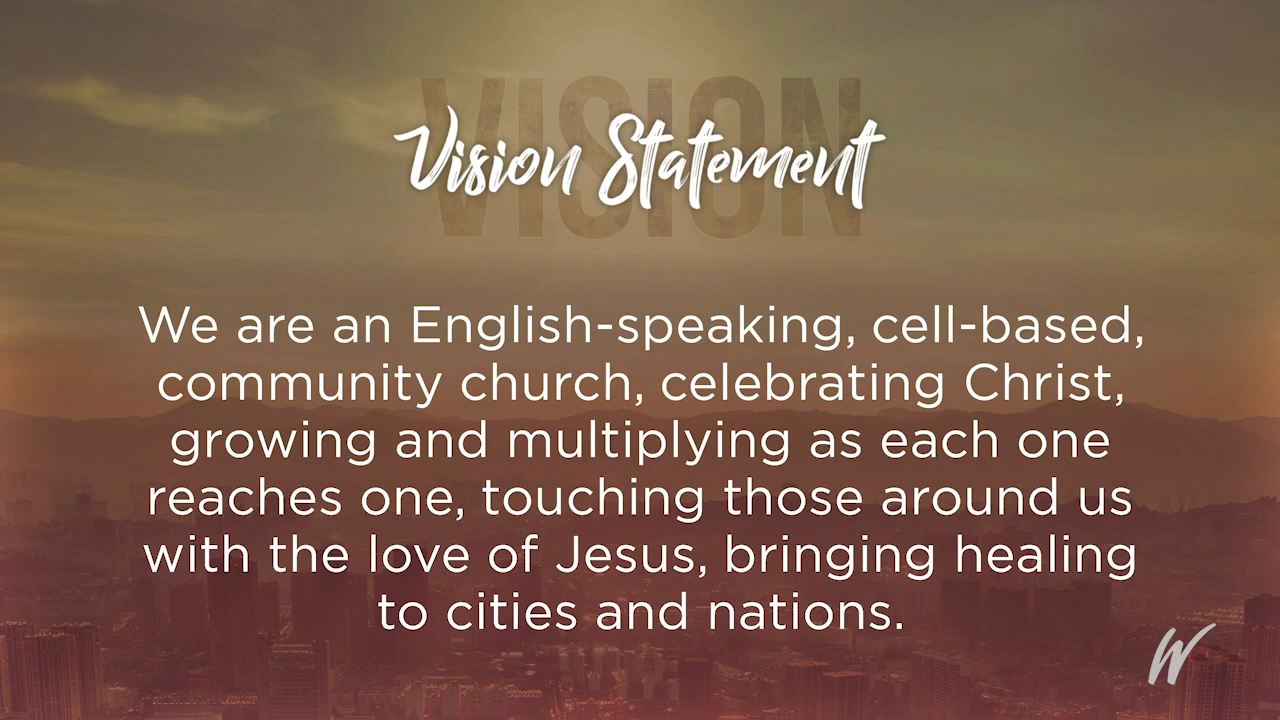 VISION
Vision Statement
We are an English-speaking, cell-based,
community church, celebrating Christ,
growing and multiplying as each one
reaches one, touching those around us
with the love of Jesus, bringing healing
to cities and nations.
W